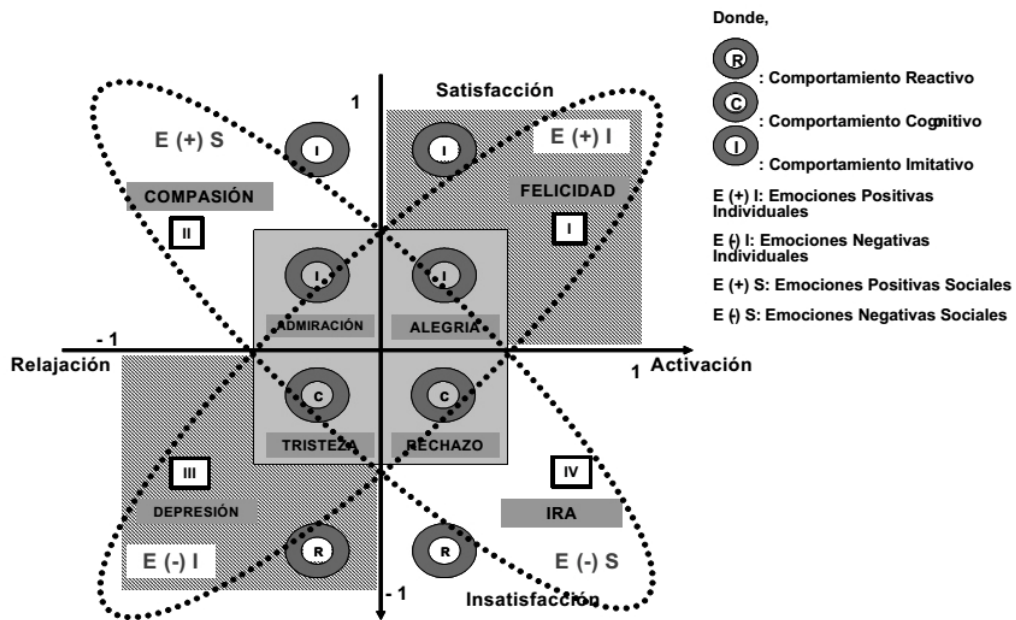 Donde,
R
: Comportamiento Reactivo
C
: Comportamiento Cognitivo
I
: Comportamiento Imitativo
E (+) I: Emociones Positivas
Individuales
E (-) I: Emociones Negativas
Individuales
E (+) S: Emociones Positivas Sociales
E (-) S: Emociones Negativas Sociales
1
Satisfacción
E (+) S
I
I
E (+) I
COMPASIÓN
FELICIDAD
II
I
I
I
ADMIRACIÓN
ALEGRIA
- 1
Relajación
1
Activación
C
C
TRISTEZA
RECHAZO
III
IV
DEPRESIÓN
IRA
E (-) I
R
R
E (-) S
- 1
Insatisfacción